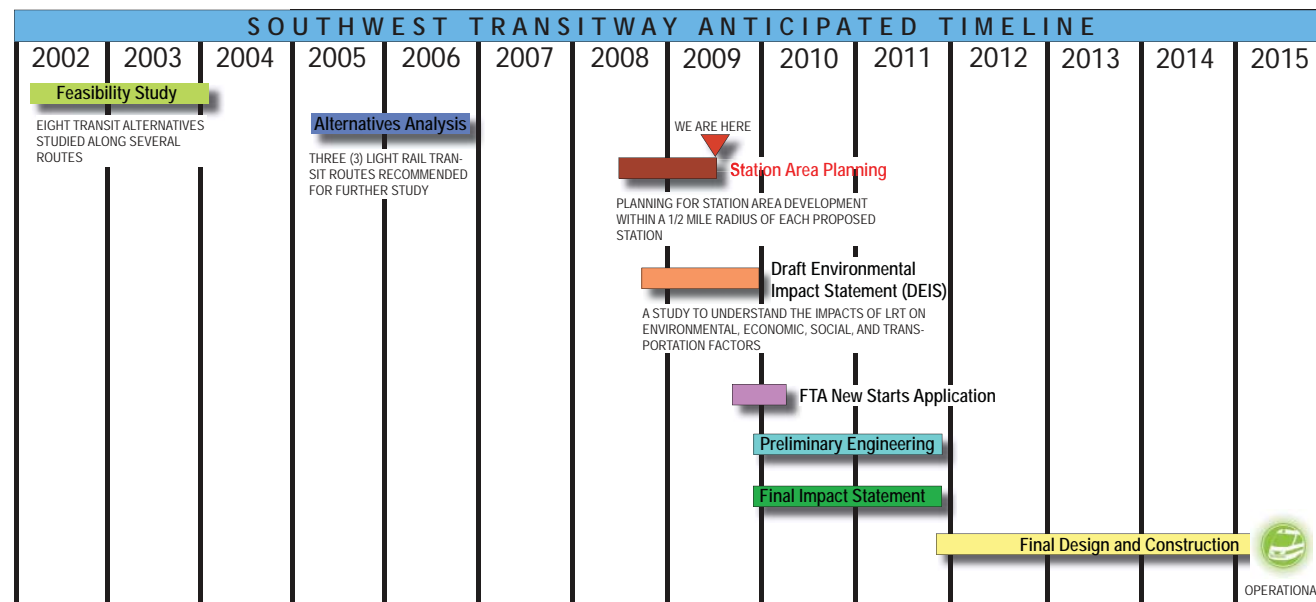 SOUTHWEST TRANSITWAY ANTICIPATED TIMELINE
2002 2003 2004 2005 2006 2007 2008 2009 2010 2011 2012 2013 2014 2015
Feasibility Study
EIGHT TRANSIT ALTERNATIVES
STUDIED ALONG SEVERAL
ROUTES
Alternatives Analysis
THREE (3) LIGHT RAIL TRAN-
SIT ROUTES RECOMMENDED
FOR FURTHER STUDY
WE ARE HERE
Station Area Planning
PLANNING FOR STATION AREA DEVELOPMENT
WITHIN A 1/2 MILE RADIUS OF EACH PROPOSED
STATION
Draft Environmental
Impact Statement (DEIS)
A STUDY TO UNDERSTAND THE IMPACTS OF LRT ON
ENVIRONMENTAL, ECONOMIC, SOCIAL, AND TRANS-
PORTATION FACTORS
FTA New Starts Application
Preliminary Engineering
Final Impact Statement
Final Design and Construction
OPERATIONA